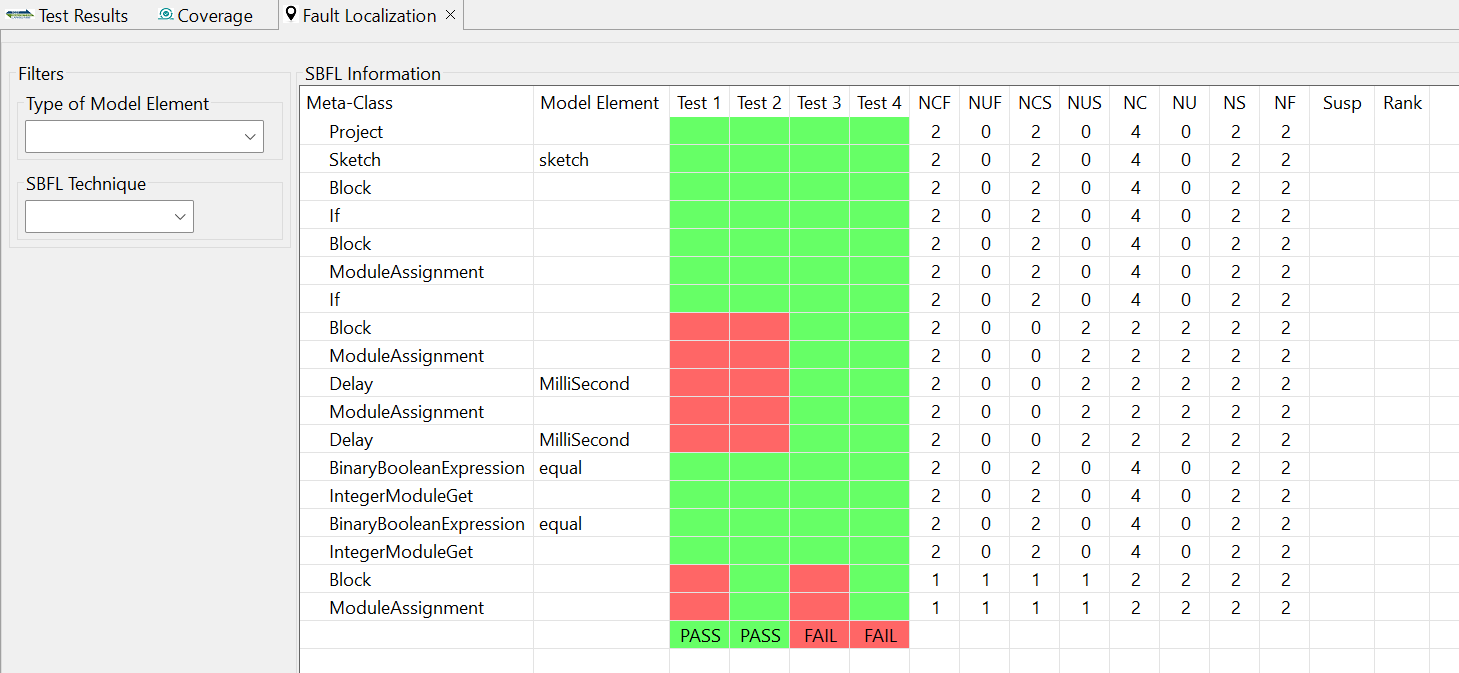 Test Results Coverage Fault Localization
Filters
Type of Model Element
SBFL Technique
SBFL Information
Meta-Class Model Element Test 1 Test 2 Test 3 Test 4 NCF NUF NCS NUS NC NU NS NF Susp Rank
Project 2 0 2 0 4 0 2 2
Sketch sketch 2 0 2 0 4 0 2 2
Block 2 0 2 0 4 0 2 2
If 2 0 2 0 4 0 2 2
Block 2 0 2 0 4 0 2 2
ModuleAssignment 2 0 2 0 4 0 2 2
If 2 0 2 0 4 0 2 2
Block 2 0 0 2 2 2 2 2
ModuleAssignment 2 0 0 2 2 2 2 2
Delay MilliSecond 2 0 0 2 2 2 2 2
ModuleAssignment 2 0 0 2 2 2 2 2
Delay MilliSecond 2 0 0 2 2 2 2 2
BinaryBooleanExpression equal 2 0 2 0 4 0 2 2
IntegerModuleGet 2 0 2 0 4 0 2 2
BinaryBooleanExpression equal 2 0 2 0 4 0 2 2
IntegerModuleGet 2 0 2 0 4 0 2 2
Block 1 1 1 1 2 2 2 2
ModuleAssignment 1 1 1 1 2 2 2 2
PASS PASS FAIL FAIL